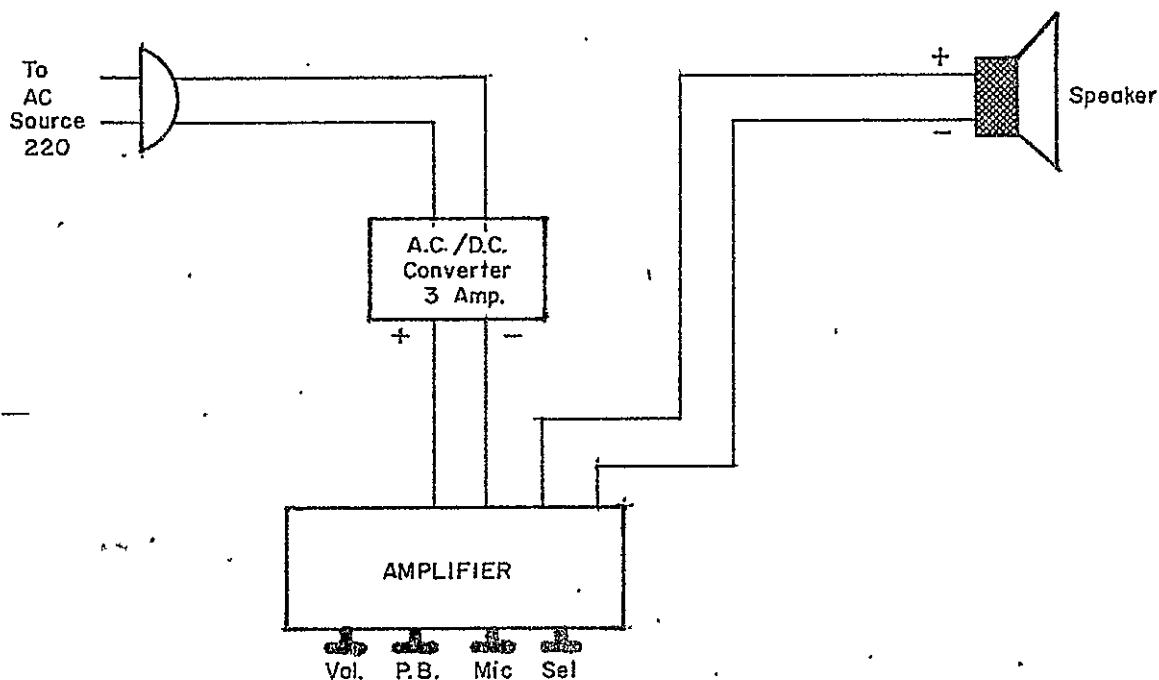 To
AC
Source
220
+
-
Speaker
A.C./D.C.
Converter
3 Amp.
+ -
AMPLIFIER
Vol. P.B. Mic Sel